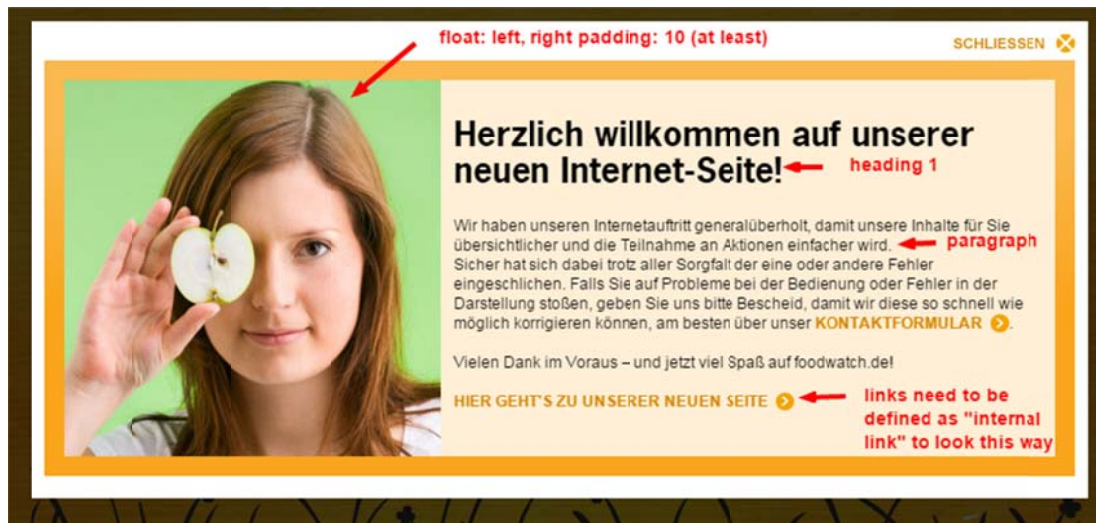 float: left, right padding: 10 (at least)
SCHLIESSEN
Herzlich willkommen auf unserer
neuen Internet-Seite!
heading 1
Wir haben unseren Internetauftritt generalüberholt, damit unsere Inhalte für Sie
übersichtlicher und die Teilnahme an Aktionen einfacher wird.
paragraph
Sicher hat sich dabei trotz aller Sorgfalt der eine oder andere Fehler
eingeschlichen. Falls Sie auf Probleme bei der Bedienung oder Fehler in der
Darstellung stoßen, geben Sie uns bitte Bescheid, damit wir diese so schnell wie
möglich korrigieren können, am besten über unser KONTAKTFORMULAR.
Vielen Dank im Voraus – und jetzt viel Spaß auf foodwatch.de!
HIER GEHT'S ZU UNSERER NEUEN SEITE
links need to be
defined as "internal
link" to look this way